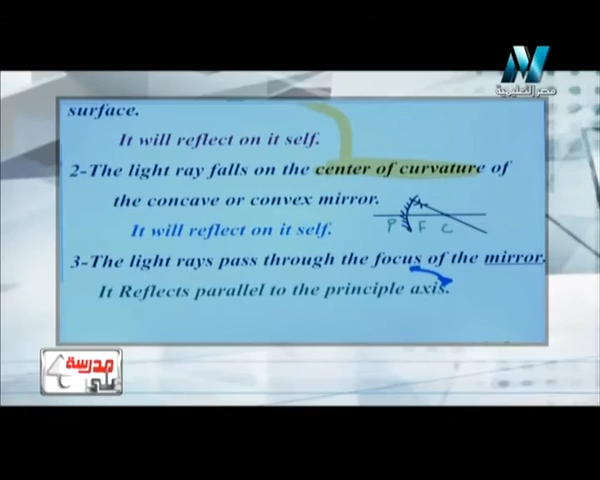 مصر التعليمية
surface.
It will reflect on it self.
2-The light ray falls on the center of curvature of
the concave or convex mirror.
P F C
It will reflect on it self.
3-The light rays pass through the focus of the mirror.
It Reflects parallel to the principle axis.
مدرسة